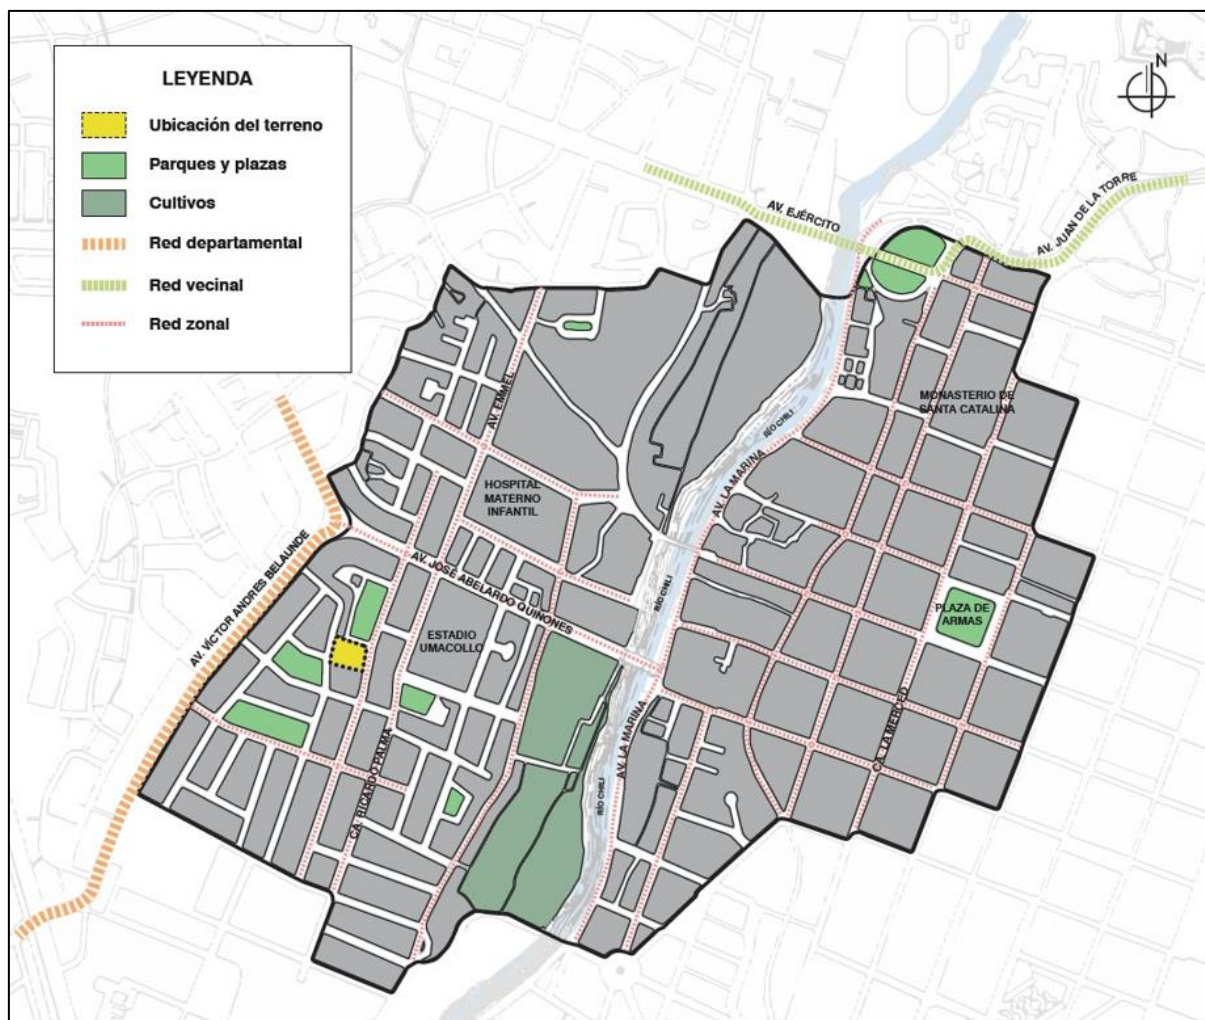 LEYENDA
Ubicación del terreno
Parques y plazas
Cultivos
Red departamental
Red vecinal
Red zonal
N
AV. EJÉRCITO
AV. JUAN DE LA TORRE
MONASTERIO DE
SANTA CATALINA
AV. EMMEL
RÍO CHILI
AV. LA MARINA
HOSPITAL
MATERNO
INFANTIL
AV. VÍCTOR ANDRES BELAUNDE
AV. JOSÉ ABELARDO QUIÑONES
RÍO CHILI
PLAZA DE
ARMAS
ESTADIO
UMACOLLO
CA. RICARDO PALMA
AV. LA MARINA
CA. LA MERCED
RÍO CHILI